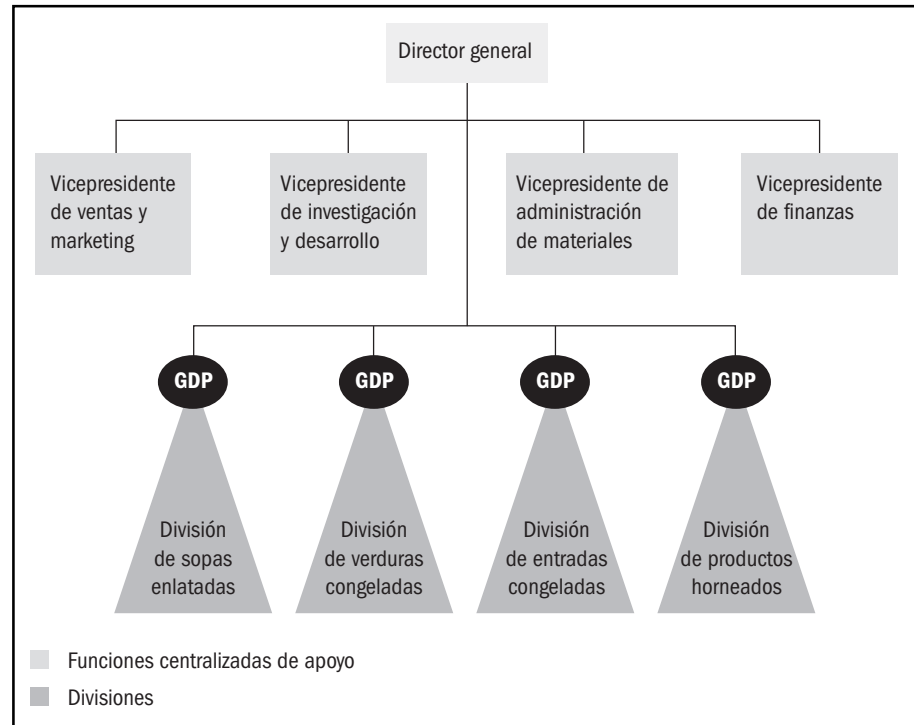 Director general
Vicepresidente
de ventas y
marketing
Vicepresidente
de investigación
y desarrollo
Vicepresidente de
administración
de materiales
Vicepresidente
de finanzas
GDP
GDP
GDP
GDP
División
de sopas
enlatadas
División
de verduras
congeladas
División
de entradas
congeladas
División
de productos
horneados
Funciones centralizadas de apoyo
Divisiones